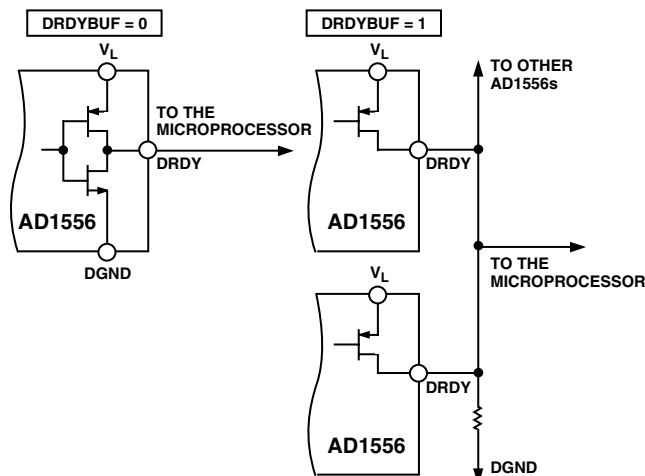 DRDYBUF = 0
VL
TO THE
MICROPROCESSOR
DRDY
AD1556
DGND
DRDYBUF = 1
VL
TO OTHER
AD1556s
DRDY
AD1556
TO THE
MICROPROCESSOR
VL
DRDY
AD1556
DGND